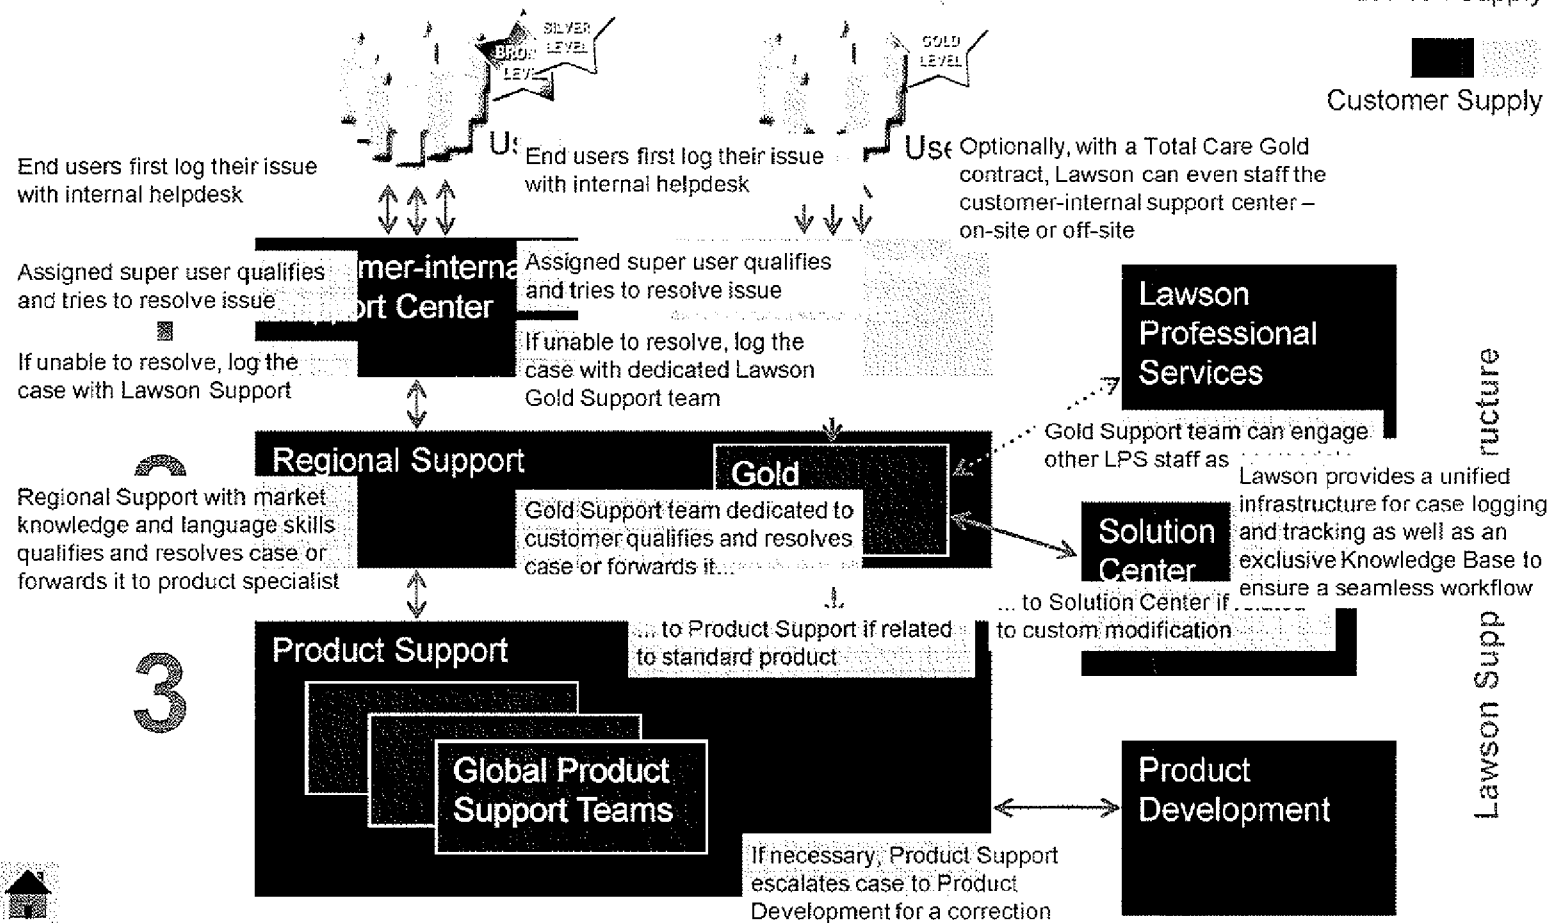 Supply
SILVER
LEVEL
BRON
LEVEL
GOLD
LEVEL
Customer Supply
Us
Use
End users first log their issue
with internal helpdesk
End users first log their issue
with internal helpdesk
Optionally, with a Total Care Gold
contract, Lawson can even staff the
customer-internal support center –
on-site or off-site
mer-interna
port Center
Assigned super user qualifies
and tries to resolve issue
Assigned super user qualifies
and tries to resolve issue
If unable to resolve, log the
case with Lawson Support
If unable to resolve, log the
case with dedicated Lawson
Gold Support team
Lawson
Professional
Services
Gold Support team can engage
other LPS staff as
Regional Support
Gold
Regional Support with market
knowledge and language skills
qualifies and resolves case or
forwards it to product specialist
Gold Support team dedicated to
customer qualifies and resolves
case or forwards it...
Solution
Center
Lawson provides a unified
infrastructure for case logging
and tracking as well as an
exclusive Knowledge Base to
ensure a seamless workflow
... to Solution Center if
to custom modification
... to Product Support if related
to standard product
3
Product Support
Global Product
Support Teams
Product
Development
If necessary, Product Support
escalates case to Product
Development for a correction
Lawson Supp
ructure